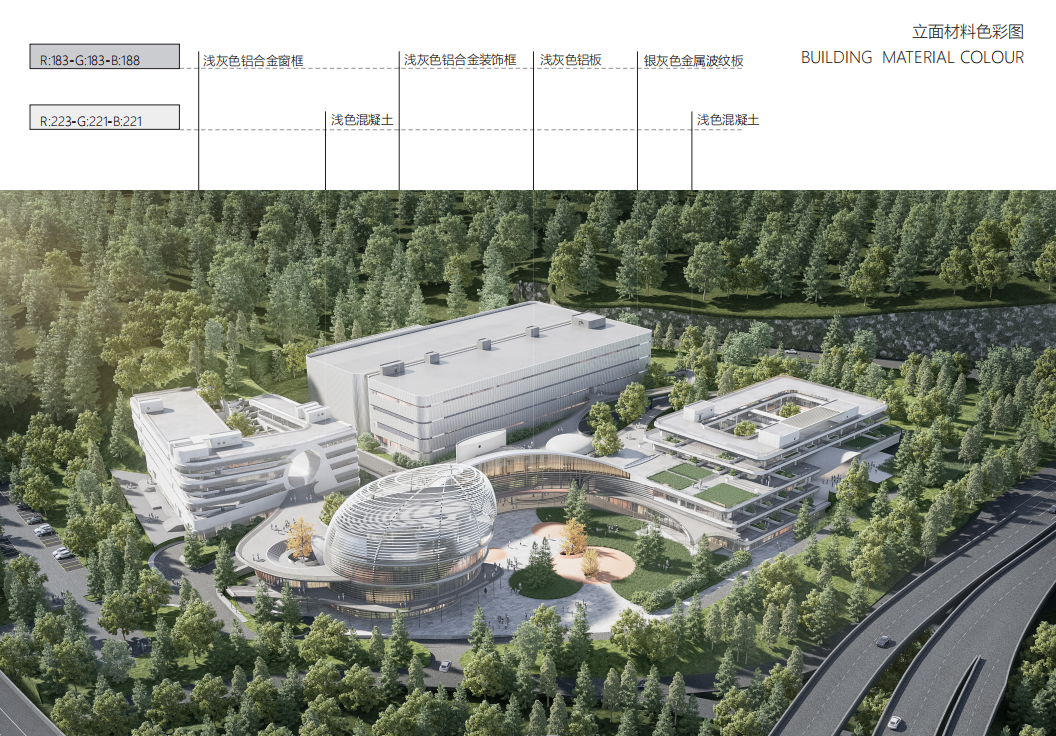 立面材料色彩图
BUILDING MATERIAL COLOUR
R:183-G:183-B:188
浅灰色铝合金窗框
浅灰色铝合金装饰框
浅灰色铝板
银灰色金属波纹板
R:223-G:221-B:221
浅色混凝土
浅色混凝土